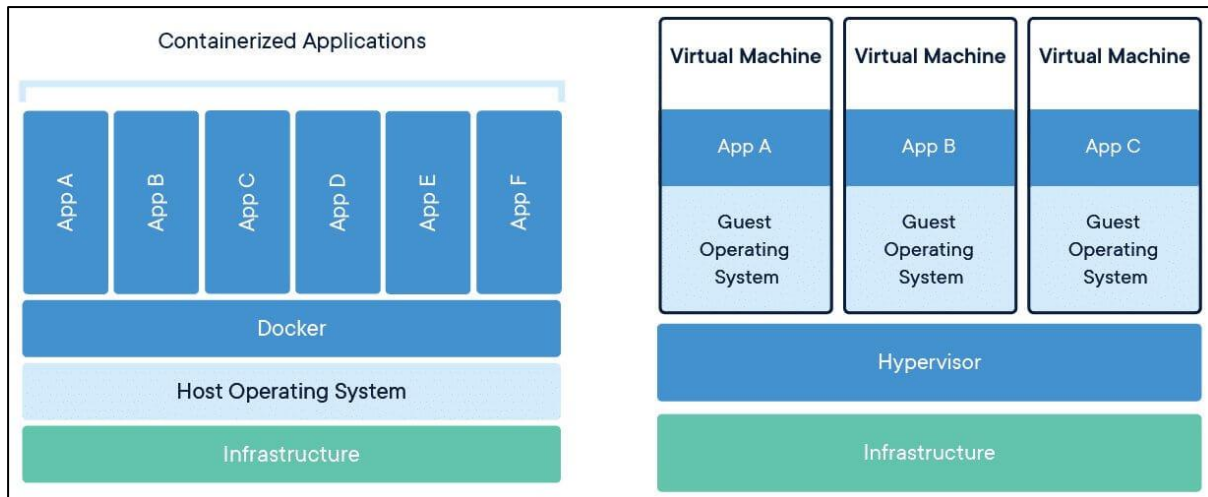 Containerized Applications
App A
App B
App C
App D
App E
App F
Docker
Host Operating System
Infrastructure
Virtual Machine
App A
Guest
Operating
System
Virtual Machine
App B
Guest
Operating
System
Virtual Machine
App C
Guest
Operating
System
Hypervisor
Infrastructure